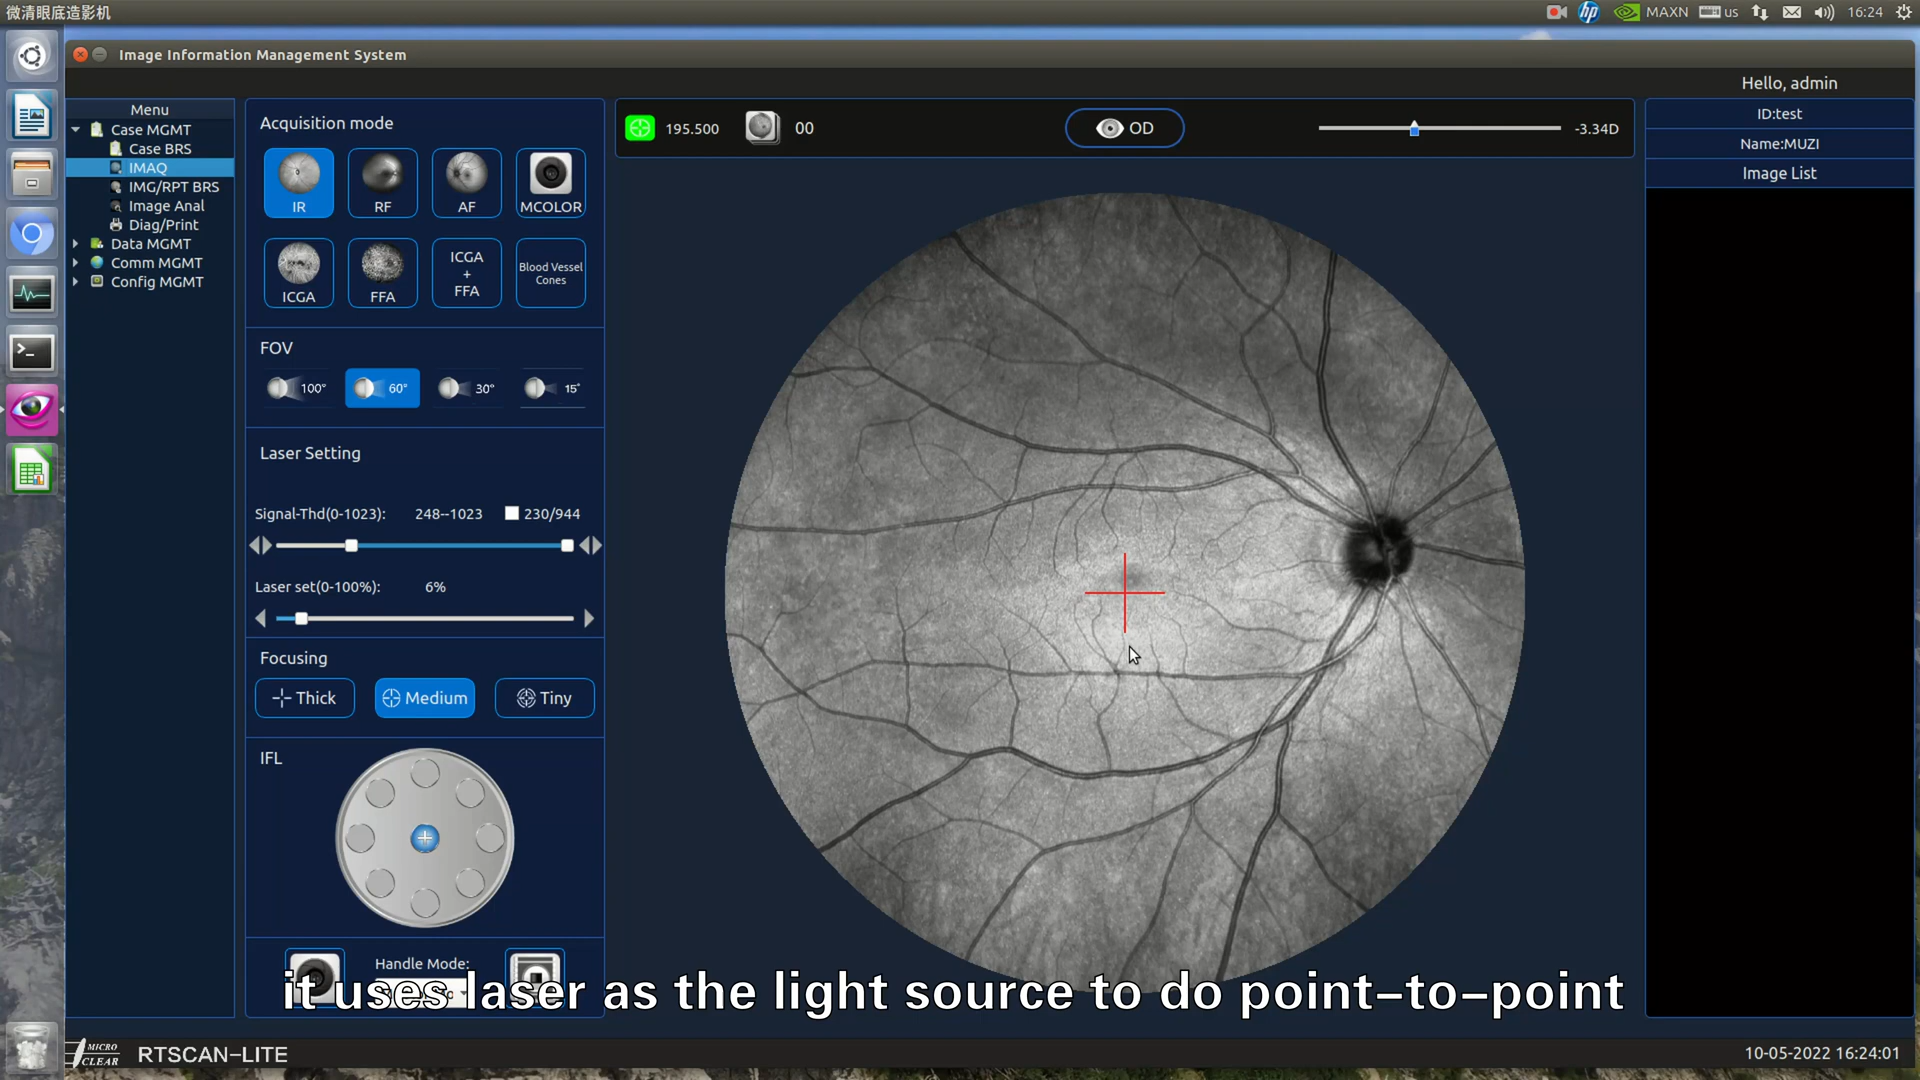 微清眼底造影机
MAXN
us
16:24
Image Information Management System
Hello, admin
Menu
Case MGMT
Case BRS
IMAQ
IMG/RPT BRS
Image Anal
Diag/Print
Data MGMT
Comm MGMT
Config MGMT
Acquisition mode
IR
RF
AF
MCOLOR
ICGA
FFA
ICGA
+
FFA
Blood Vessel
Cones
FOV
100°
60°
30°
15°
Laser Setting
Signal-Thd(0-1023): 248--1023 230/944
Laser set(0-100%): 6%
Focusing
Thick
Medium
Tiny
IFL
Handle Mode:
195.500
00
OD
-3.34D
ID:test
Name:MUZI
Image List
it uses laser as the light source to do point-to-point
MICRO
CLEAR
RTSCAN-LITE
10-05-2022 16:24:01
hp